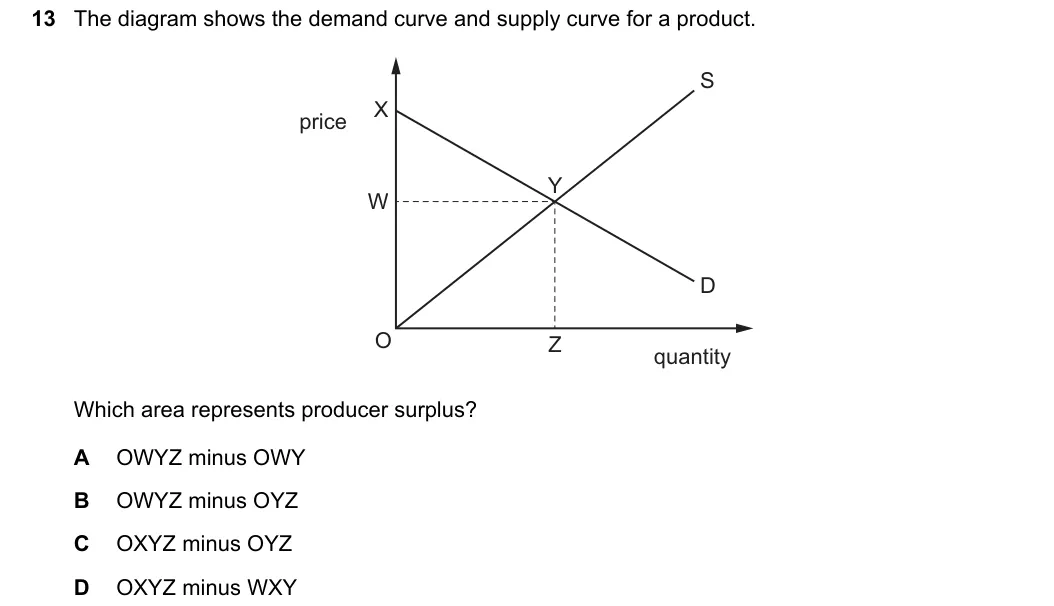 13 The diagram shows the demand curve and supply curve for a product.
S
X
price
Y
W
D
O
Z
quantity
Which area represents producer surplus?
A OWYZ minus OWY
B OWYZ minus OYZ
C OXYZ minus OYZ
D OXYZ minus WXY